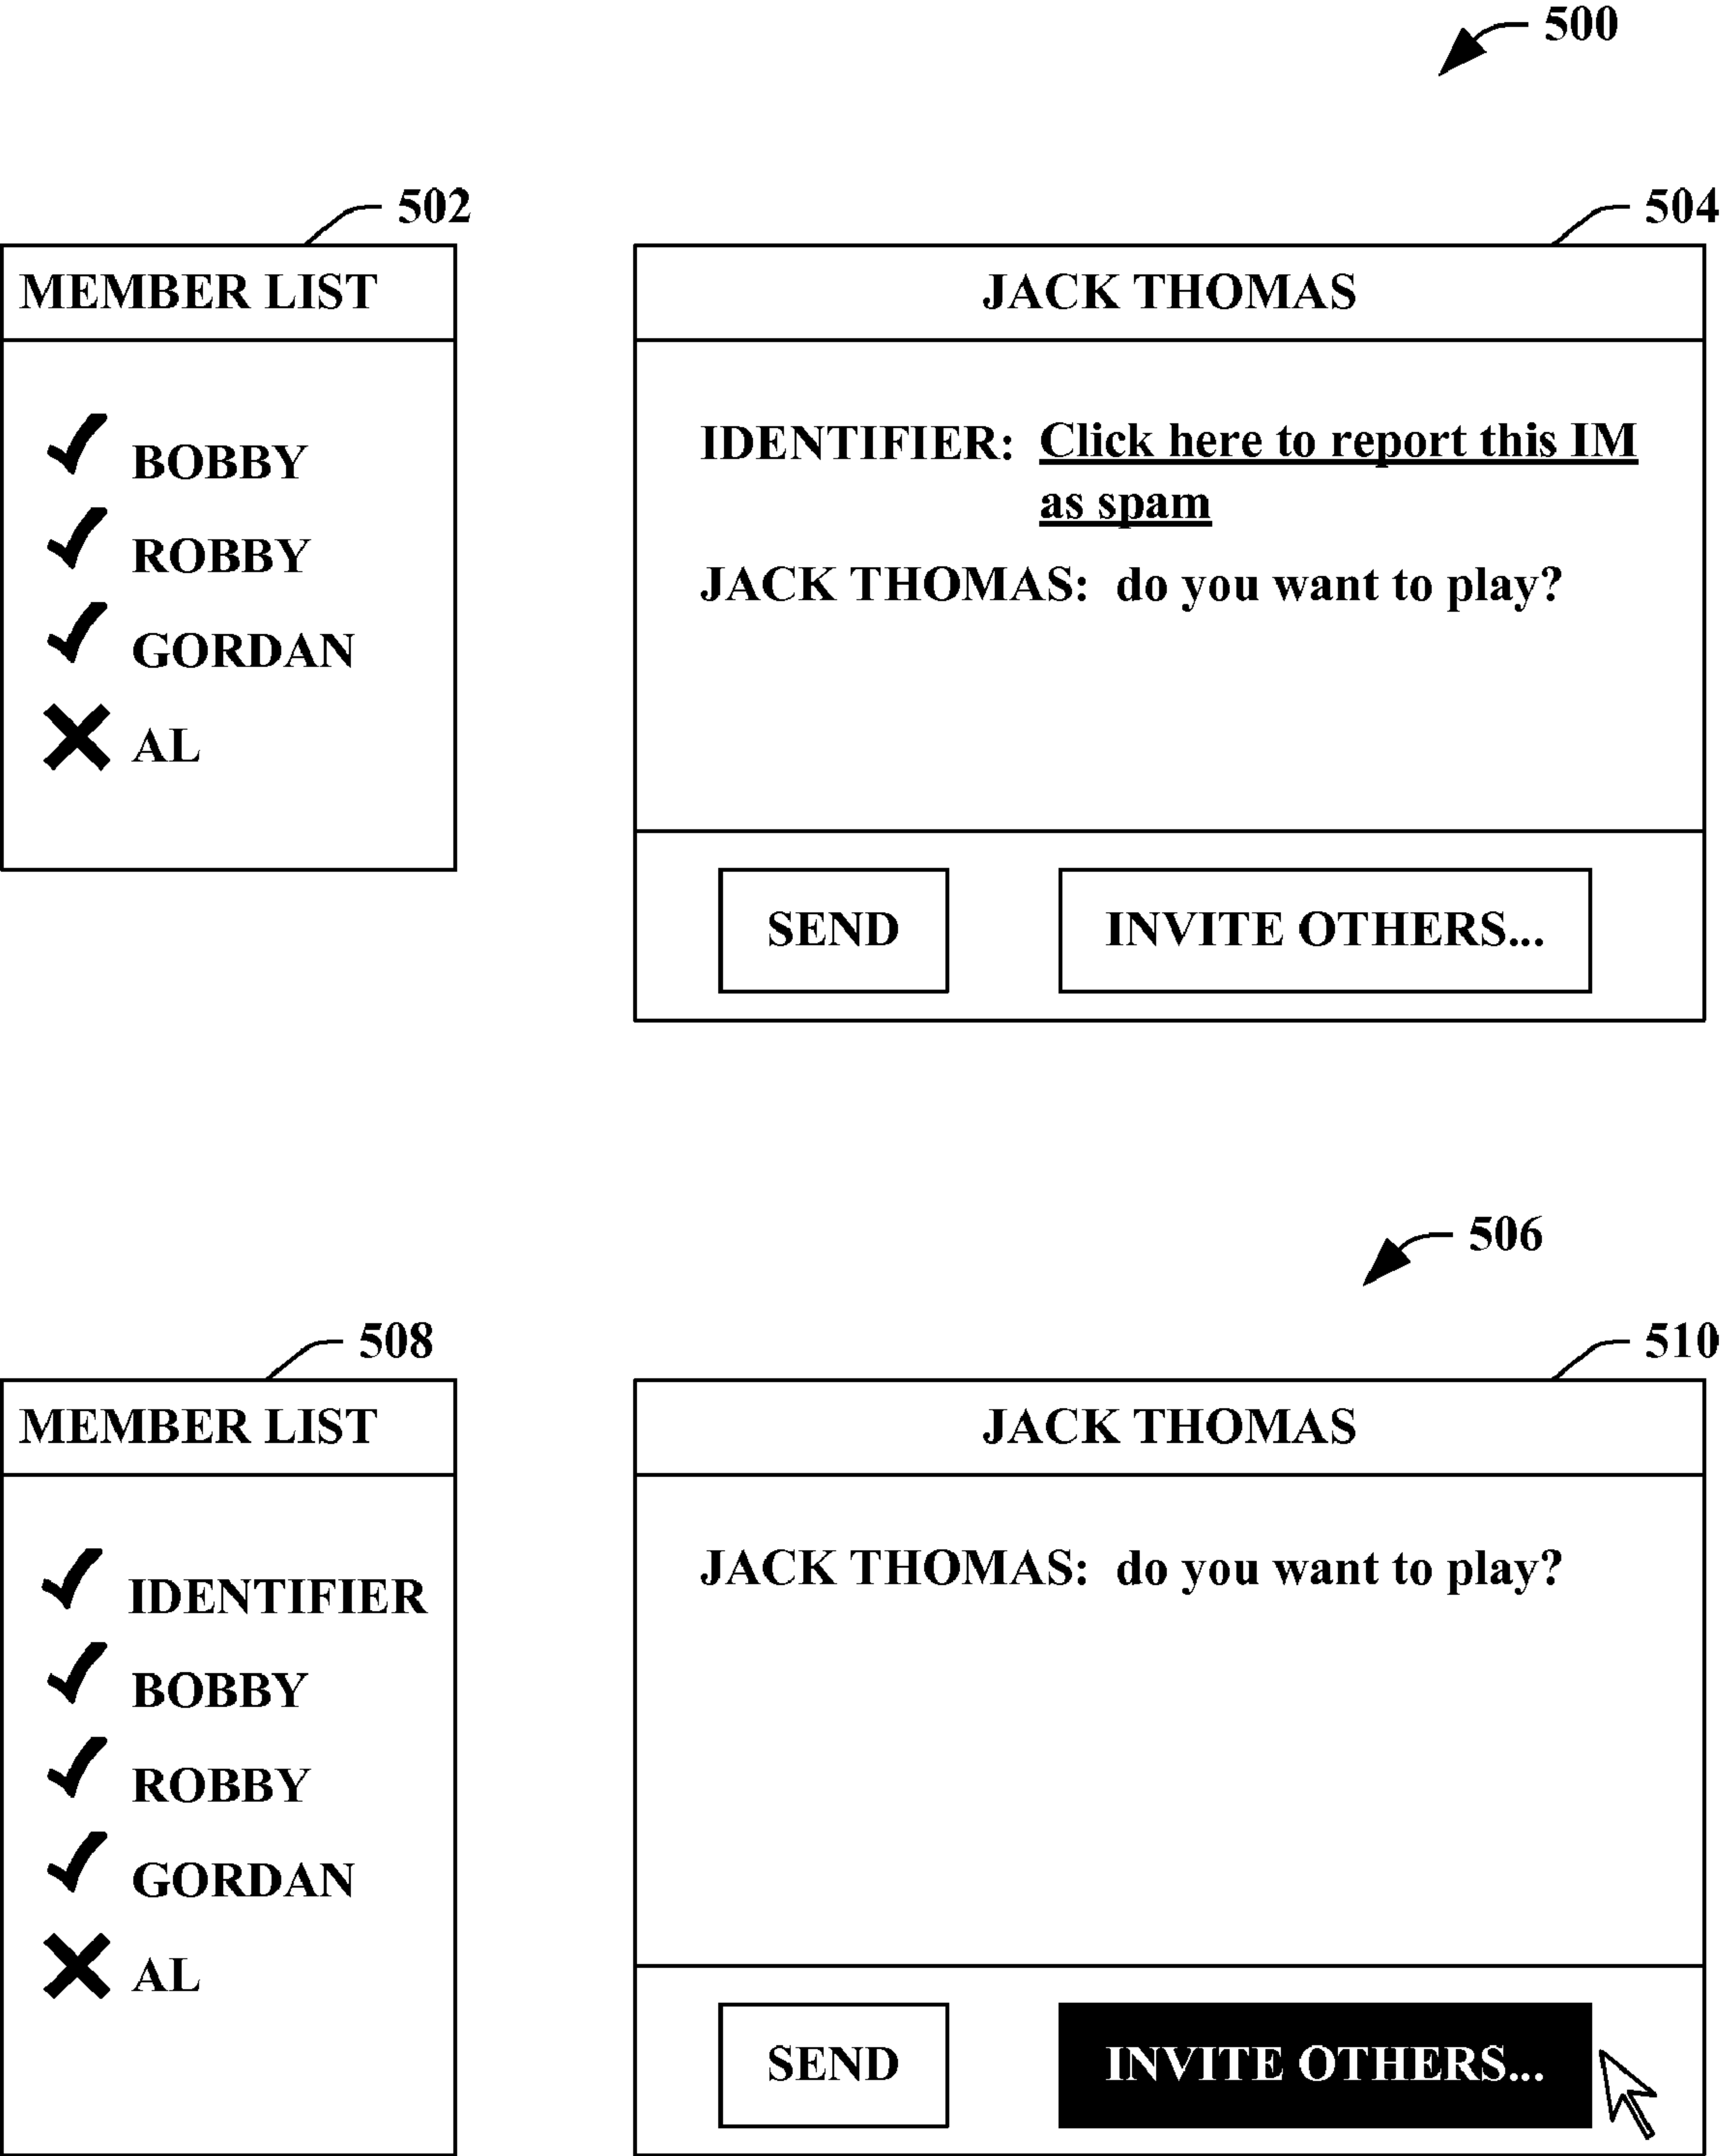 500
502
504
MEMBER LIST
BOBBY
ROBBY
GORDAN
AL
JACK THOMAS
IDENTIFIER: Click here to report this IM
as spam
JACK THOMAS: do you want to play?
SEND
INVITE OTHERS...
506
508
510
MEMBER LIST
IDENTIFIER
BOBBY
ROBBY
GORDAN
AL
JACK THOMAS
JACK THOMAS: do you want to play?
SEND
INVITE OTHERS...